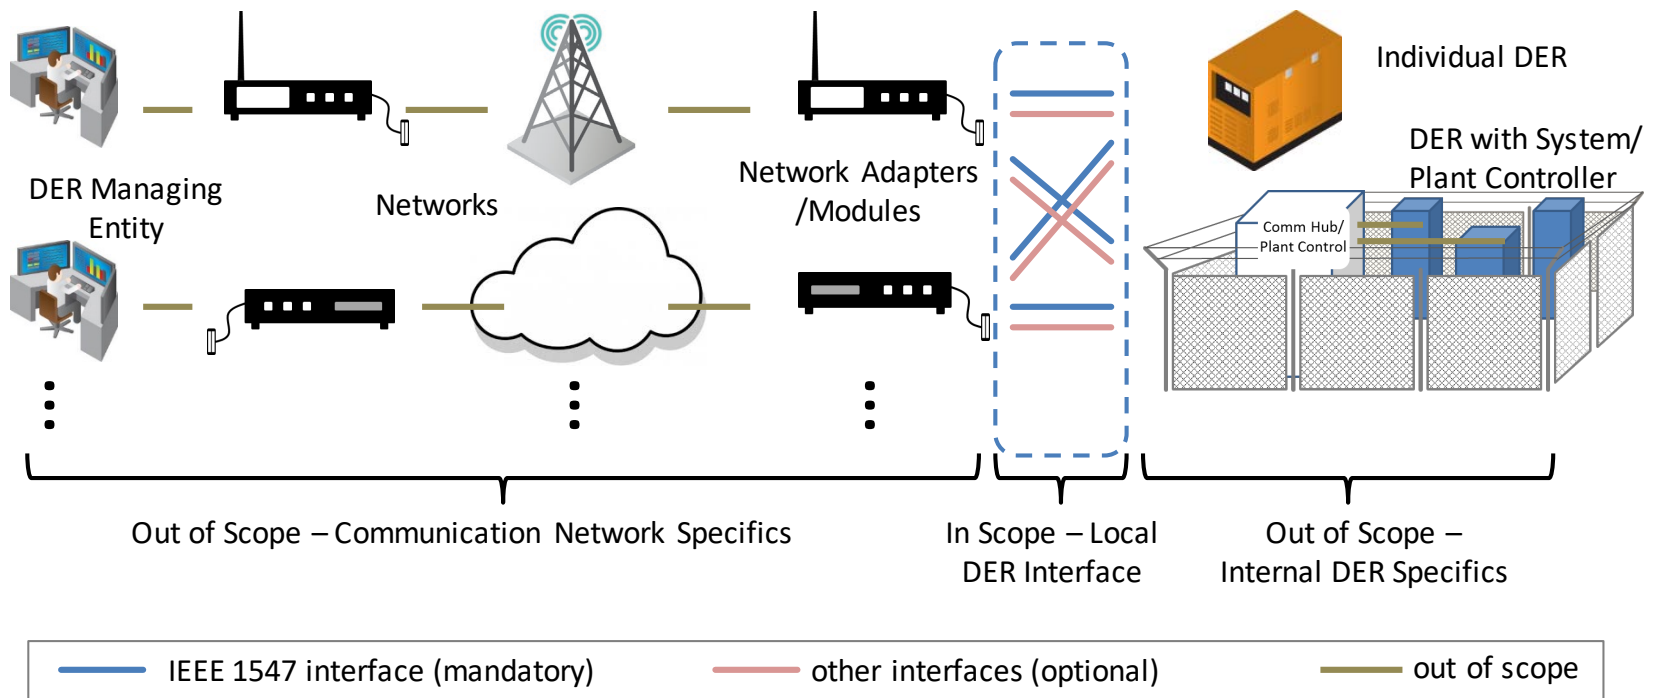 Individual DER
DER with System/
Plant Controller
DER Managing
Entity
Networks
Network Adapters
/Modules
Comm Hub/
Plant Control
Out of Scope – Communication Network Specifics
In Scope – Local
DER Interface
Out of Scope –
Internal DER Specifics
IEEE 1547 interface (mandatory)
other interfaces (optional)
out of scope